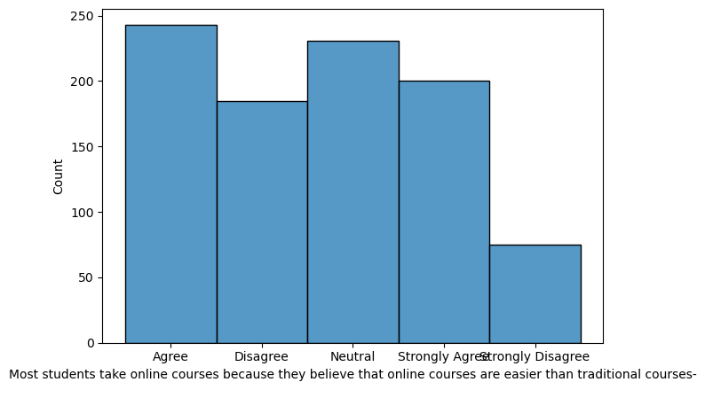 250
200
150
100
50
0
Count
Agree Disagree Neutral Strongly Agree Strongly Disagree
Most students take online courses because they believe that online courses are easier than traditional courses-